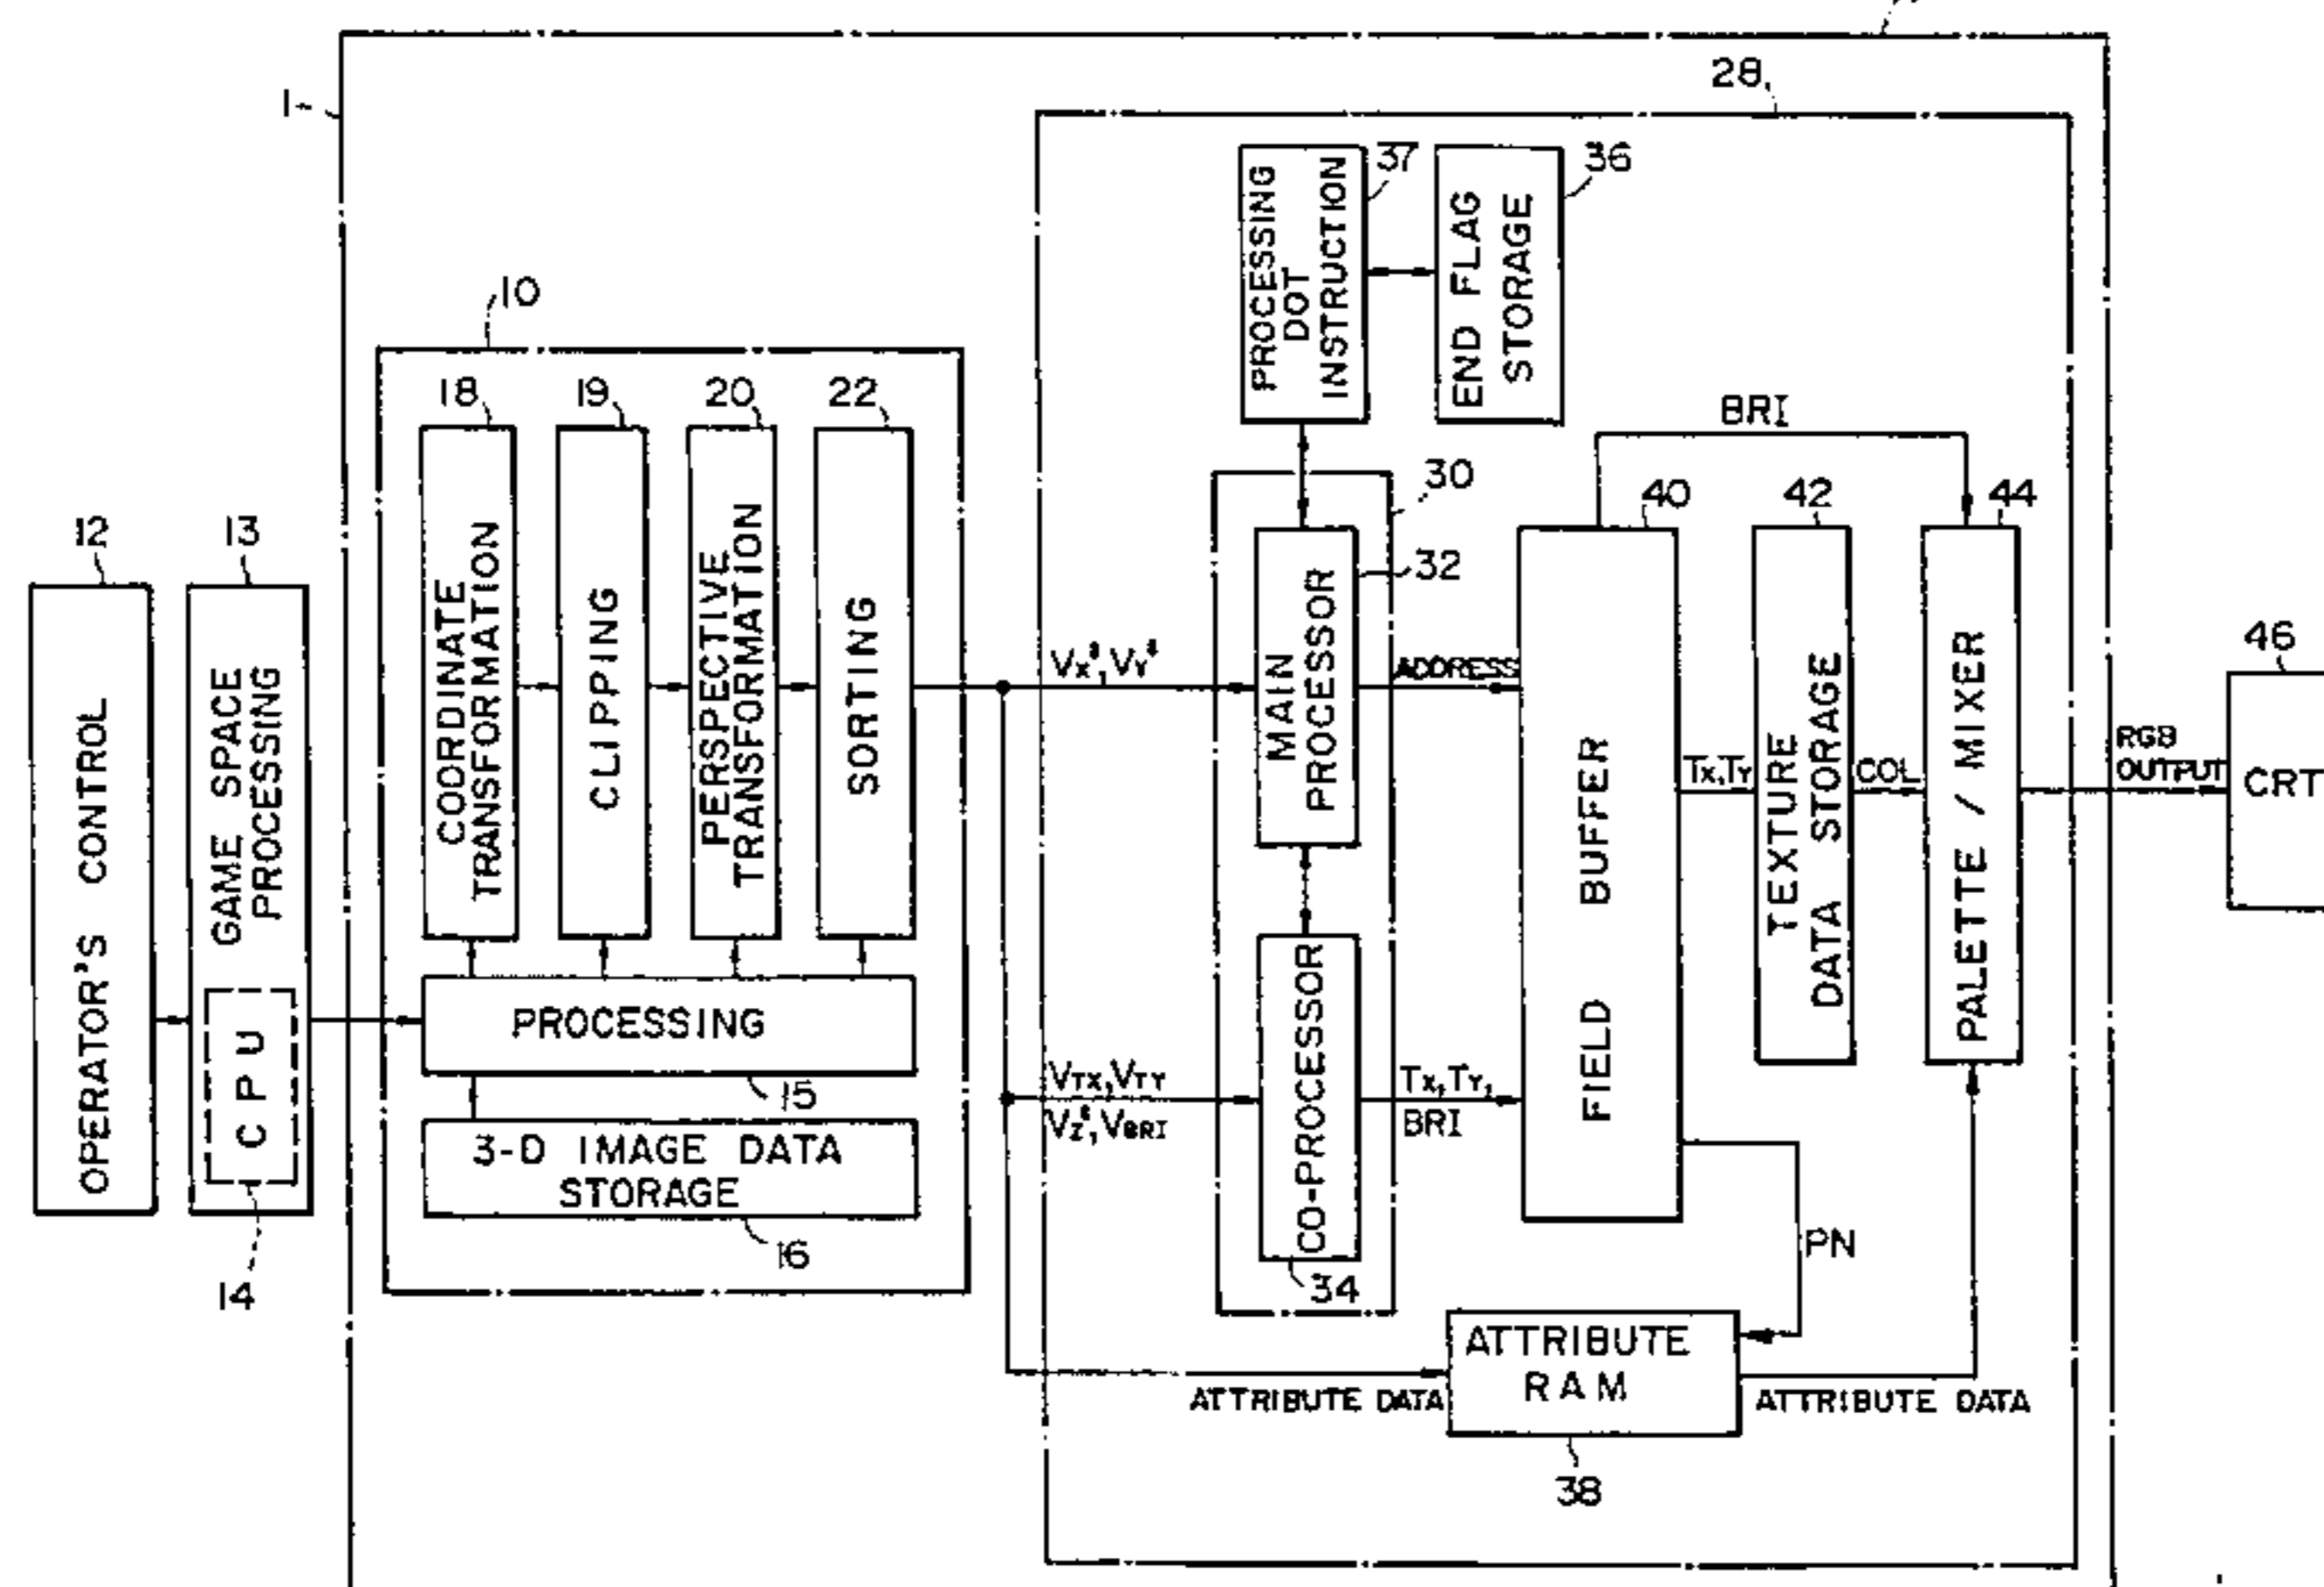 1
28
37
36
PROCESSING
DOT
INSTRUCTION
END FLAG
STORAGE
10
18
19
20
22
COORDINATE
TRANSFORMATION
CLIPPING
PERSPECTIVE
TRANSFORMATION
SORTING
12
13
OPERATOR'S CONTROL
GAME SPACE
PROCESSING
CPU
14
PROCESSING
15
3-D IMAGE DATA
STORAGE
16
30
32
MAIN
PROCESSOR
ADDRESS
VTX,VTY
CO-PROCESSOR
34
TX,TY,
BRI
BRI
40
FIELD BUFFER
42
TX,TY
TEXTURE
DATA STORAGE
COL
44
PALETTE / MIXER
RGB
OUTPUT
46
CRT
PN
ATTRIBUTE
RAM
38
ATTRIBUTE DATA
ATTRIBUTE DATA